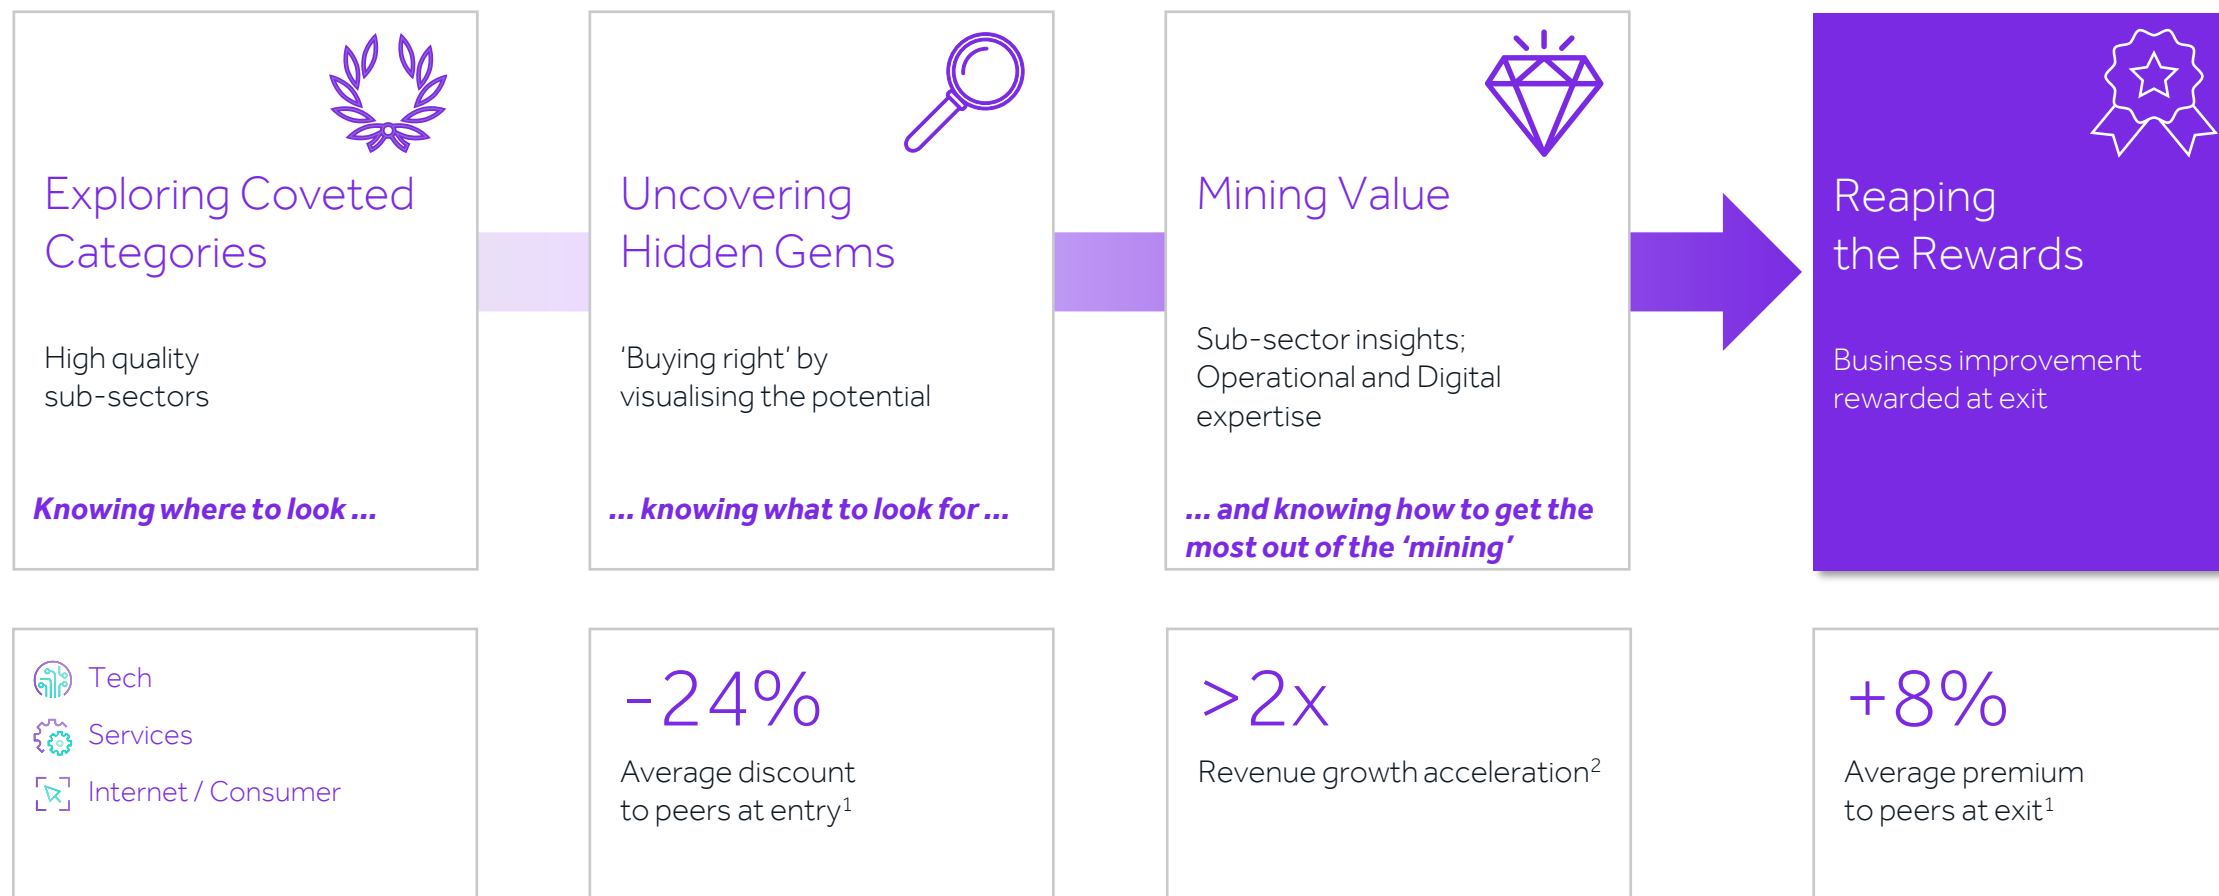 Exploring Coveted
Categories
High quality
sub-sectors
Knowing where to look ...
Uncovering
Hidden Gems
‘Buying right’ by
visualising the potential
... knowing what to look for ...
Mining Value
Sub-sector insights;
Operational and Digital
expertise
... and knowing how to get the
most out of the ‘mining’
Reaping
the Rewards
Business improvement
rewarded at exit
Tech
Services
Internet / Consumer
-24%
Average discount
to peers at entry¹
>2x
Revenue growth acceleration²
+8%
Average premium
to peers at exit¹